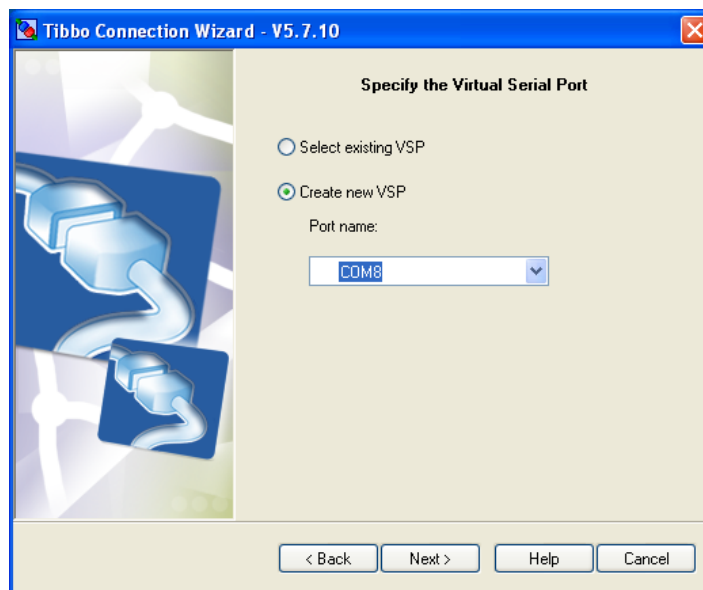 Tibbo Connection Wizard - V5.7.10
Specify the Virtual Serial Port
Select existing VSP
Create new VSP
Port name:
COM8
< Back
Next >
Help
Cancel